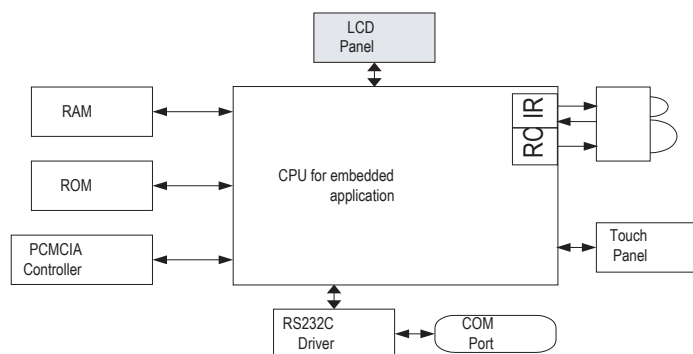 LCD
Panel
RAM
IR
RC
ROM
CPU for embedded
application
PCMCIA
Controller
Touch
Panel
RS232C
Driver
COM
Port